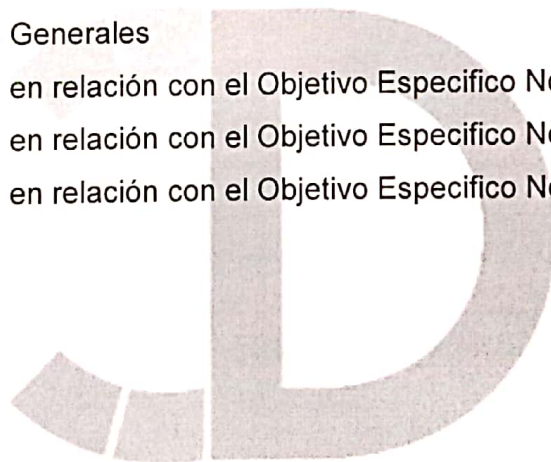 Generales
en relación con el Objetivo Especifico
en relación con el Objetivo Especifico
en relación con el Objetivo Especifico